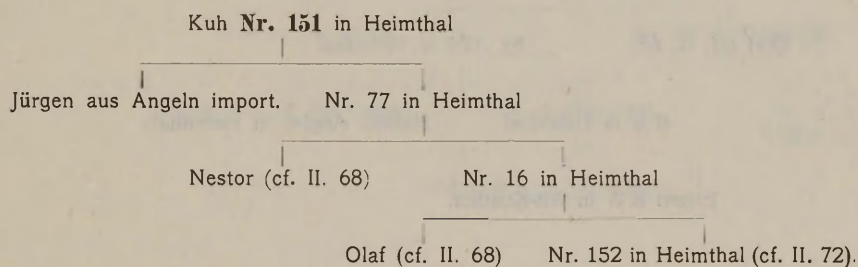 Kuh Nr. 151 in Heimthal
Jürgen aus Angeln import. Nr. 77 in Heimthal
Nestor (cf. II. 68) Nr. 16 in Heimthal
Olaf (cf. II. 68) Nr. 152 in Heimthal (cf. II. 72).